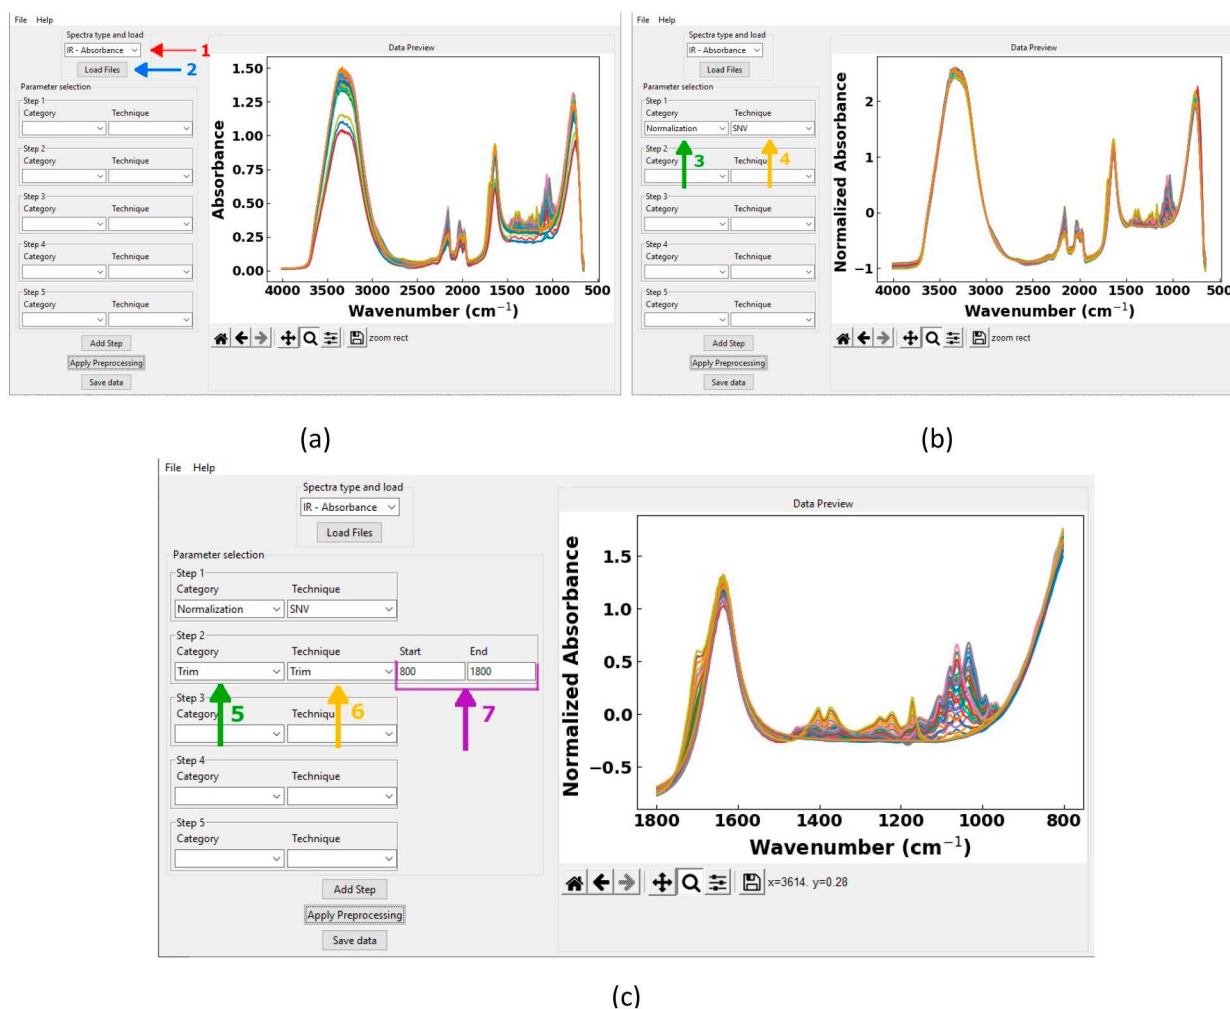 File Help
Spectra type and load
IR - Absorbance
1
Load Files
2
Parameter selection
Step 1
Category Technique
Step 2
Category Technique
Step 3
Category Technique
Step 4
Category Technique
Step 5
Category Technique
Add Step
Apply Preprocessing
Save data
Data Preview
Absorbance
1.50
1.25
1.00
0.75
0.50
0.25
0.00
4000 3500 3000 2500 2000 1500 1000 500
Wavenumber (cm⁻¹)
zoom rect
(a)
File Help
Spectra type and load
IR - Absorbance
Load Files
Parameter selection
Step 1
Category Technique
Normalization SNV
3 4
Step 2
Category Technique
Step 3
Category Technique
Step 4
Category Technique
Step 5
Category Technique
Add Step
Apply Preprocessing
Save data
Data Preview
Normalized Absorbance
2
1
0
−1
4000 3500 3000 2500 2000 1500 1000 500
Wavenumber (cm⁻¹)
zoom rect
(b)
File Help
Spectra type and load
IR - Absorbance
Load Files
Parameter selection
Step 1
Category Technique
Normalization SNV
Step 2
Category Technique Start End
Trim Trim 800 1800
5 6 7
Step 3
Category Technique
Step 4
Category Technique
Step 5
Category Technique
Add Step
Apply Preprocessing
Save data
Data Preview
Normalized Absorbance
1.5
1.0
0.5
0.0
−0.5
1800 1600 1400 1200 1000 800
Wavenumber (cm⁻¹)
x=3614. y=0.28
(c)